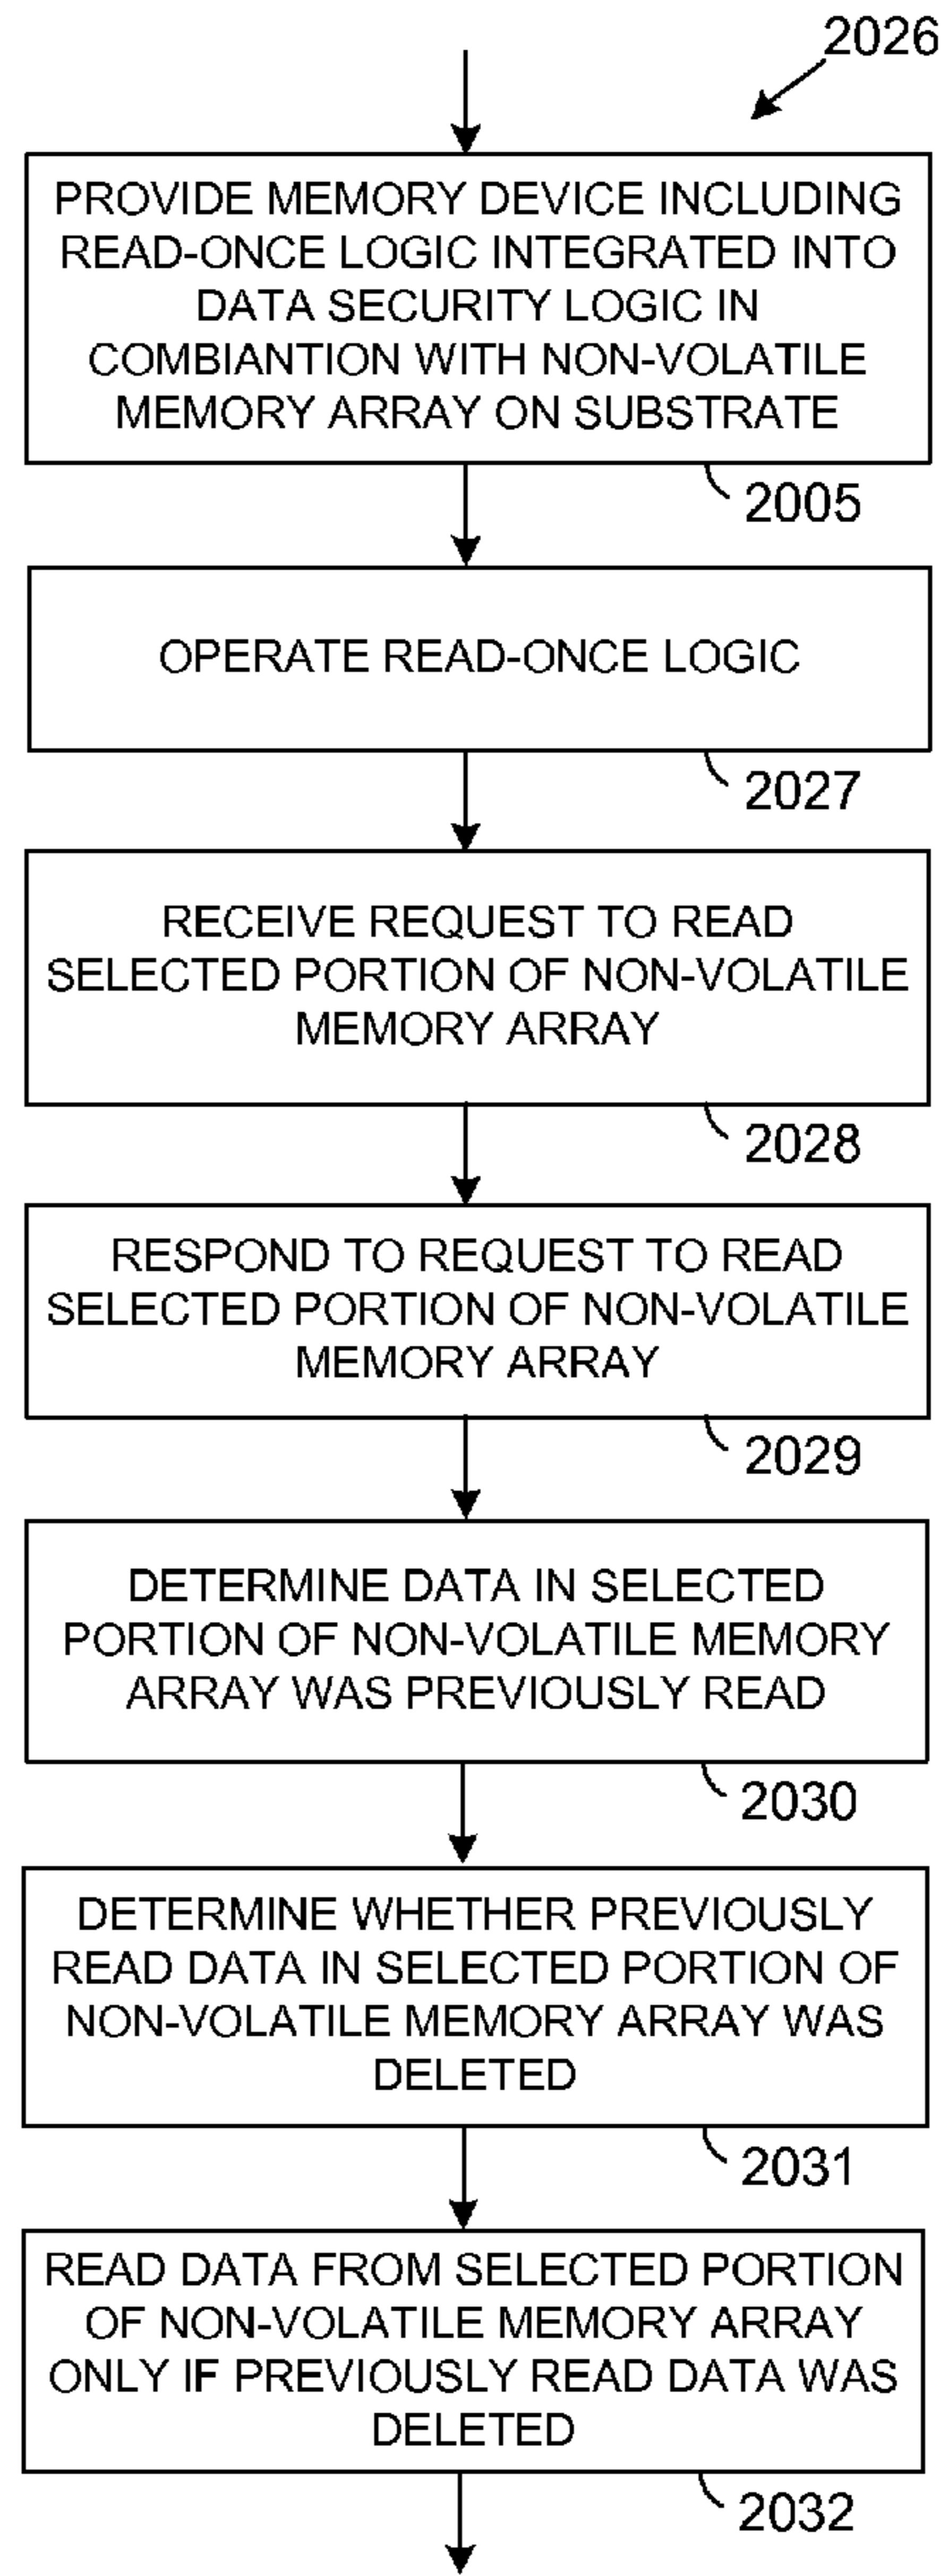 2026
PROVIDE MEMORY DEVICE INCLUDING
READ-ONCE LOGIC INTEGRATED INTO
DATA SECURITY LOGIC IN
COMBIANTION WITH NON-VOLATILE
MEMORY ARRAY ON SUBSTRATE
2005
OPERATE READ-ONCE LOGIC
2027
RECEIVE REQUEST TO READ
SELECTED PORTION OF NON-VOLATILE
MEMORY ARRAY
2028
RESPOND TO REQUEST TO READ
SELECTED PORTION OF NON-VOLATILE
MEMORY ARRAY
2029
DETERMINE DATA IN SELECTED
PORTION OF NON-VOLATILE MEMORY
ARRAY WAS PREVIOUSLY READ
2030
DETERMINE WHETHER PREVIOUSLY
READ DATA IN SELECTED PORTION OF
NON-VOLATILE MEMORY ARRAY WAS
DELETED
2031
READ DATA FROM SELECTED PORTION
OF NON-VOLATILE MEMORY ARRAY
ONLY IF PREVIOUSLY READ DATA WAS
DELETED
2032